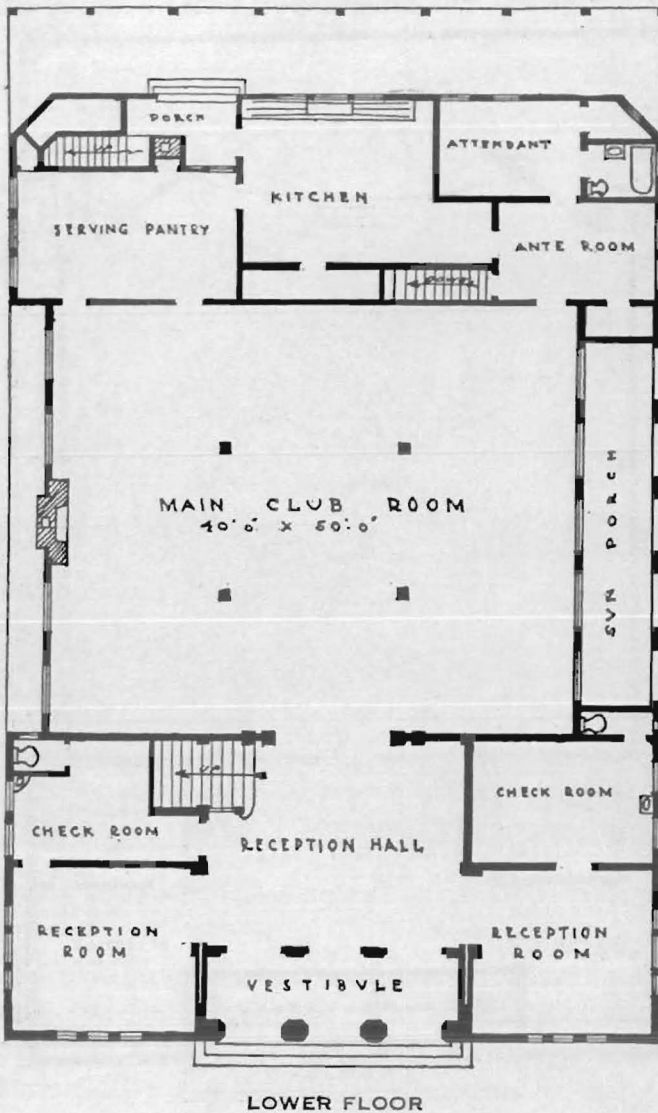 PORCH
ATTENDANT
KITCHEN
SERVING PANTRY
ANTE ROOM
DOWN
MAIN CLUB ROOM
40'0" X 50'0"
SUN PORCH
UP
CHECK ROOM
CHECK ROOM
RECEPTION HALL
RECEPTION
ROOM
RECEPTION
ROOM
VESTIBULE
LOWER FLOOR